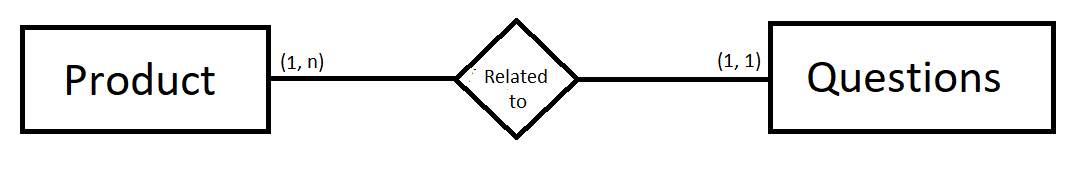 Product
(1, n)
Related
to
(1, 1)
Questions